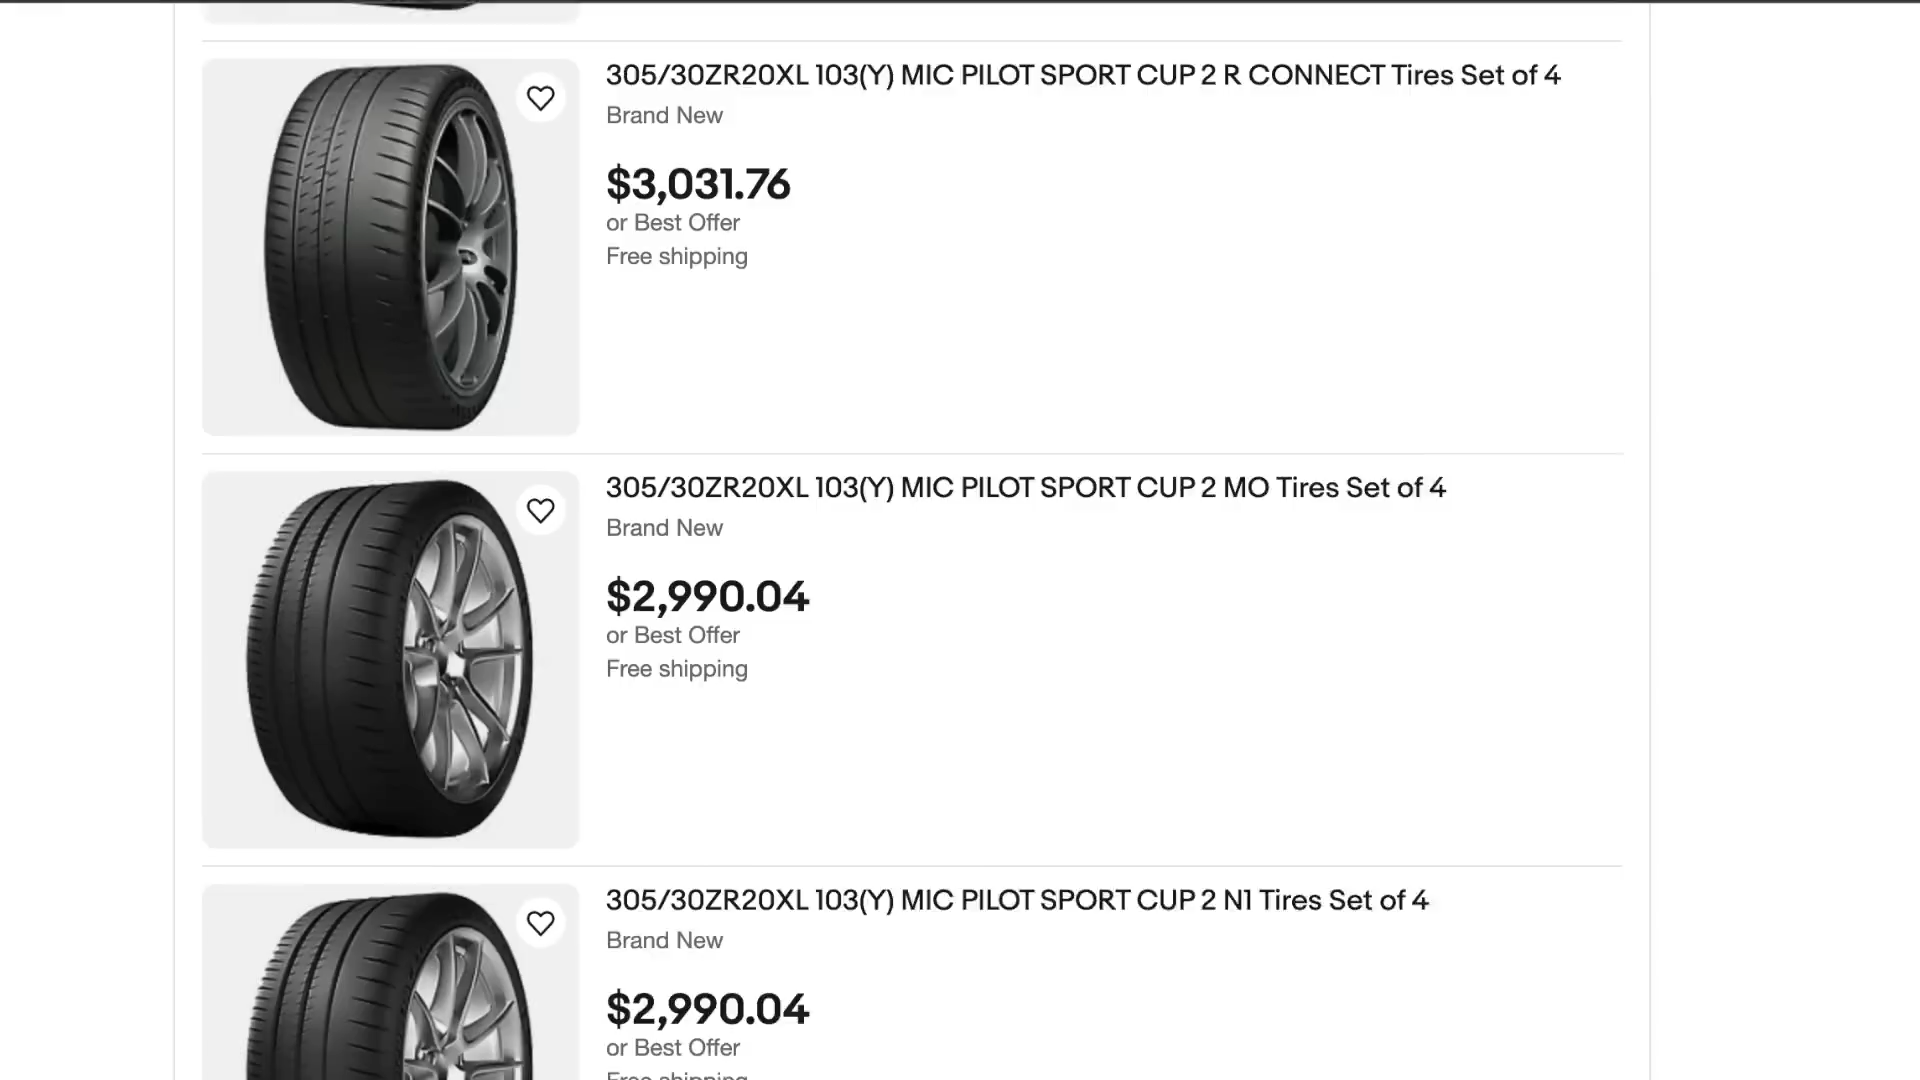 305/30ZR20XL 103(Y) MIC PILOT SPORT CUP 2 R CONNECT Tires Set of 4
Brand New
$3,031.76
or Best Offer
Free shipping
305/30ZR20XL 103(Y) MIC PILOT SPORT CUP 2 MO Tires Set of 4
Brand New
$2,990.04
or Best Offer
Free shipping
305/30ZR20XL 103(Y) MIC PILOT SPORT CUP 2 N1 Tires Set of 4
Brand New
$2,990.04
or Best Offer
Free shipping